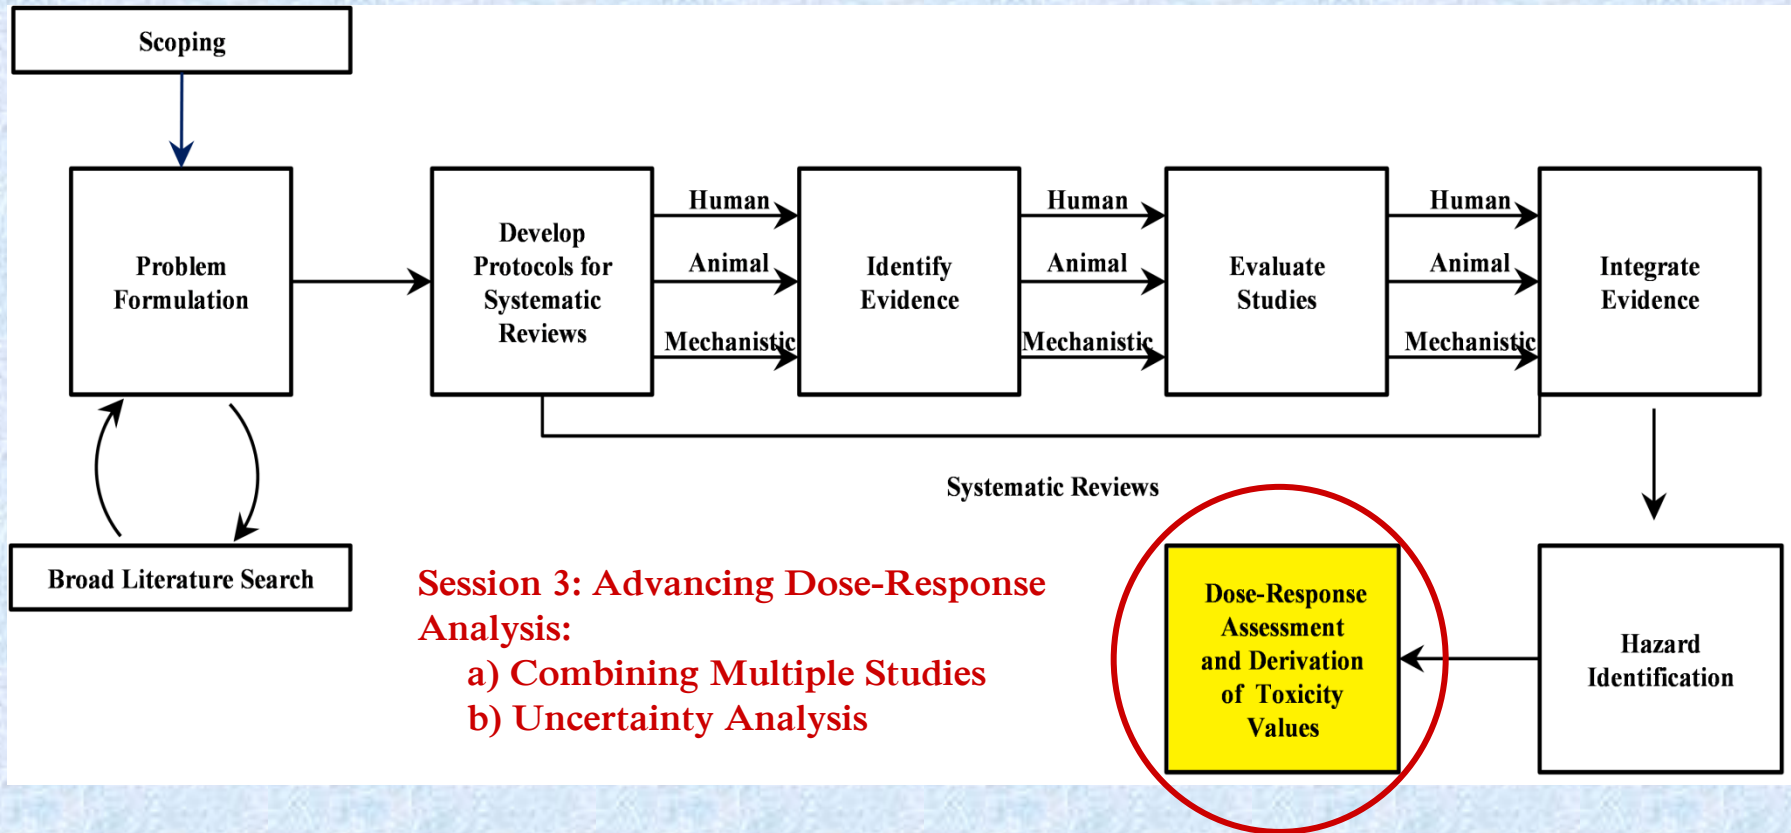 Scoping
Problem
Formulation
Develop
Protocols for
Systematic
Reviews
Human
Animal
Mechanistic
Identify
Evidence
Human
Animal
Mechanistic
Evaluate
Studies
Human
Animal
Mechanistic
Integrate
Evidence
Systematic Reviews
Broad Literature Search
Session 3: Advancing Dose-Response
Analysis:
a) Combining Multiple Studies
b) Uncertainty Analysis
Dose-Response
Assessment
and Derivation
of Toxicity
Values
Hazard
Identification